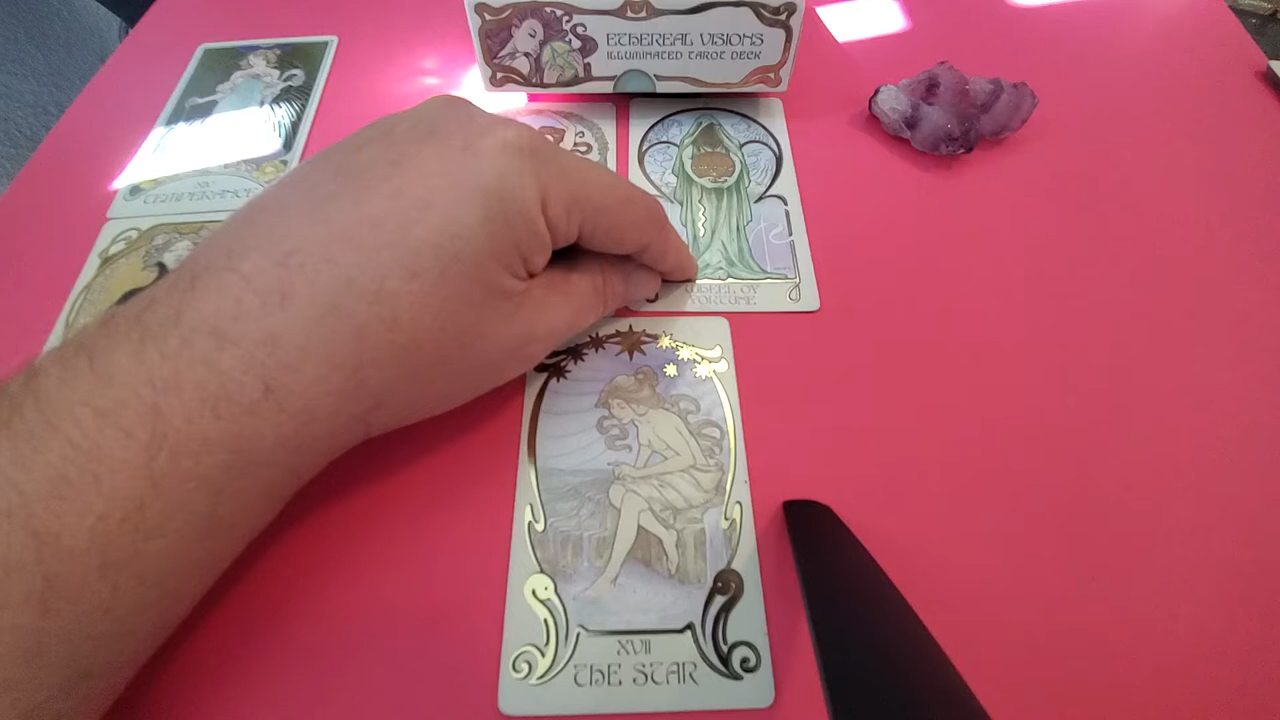 ETHEREAL VISIONS
ILLUMINATED TAROT DECK
XIV
TEMPERANCE
WHEEL OF
FORTUNE
XVII
THE STAR